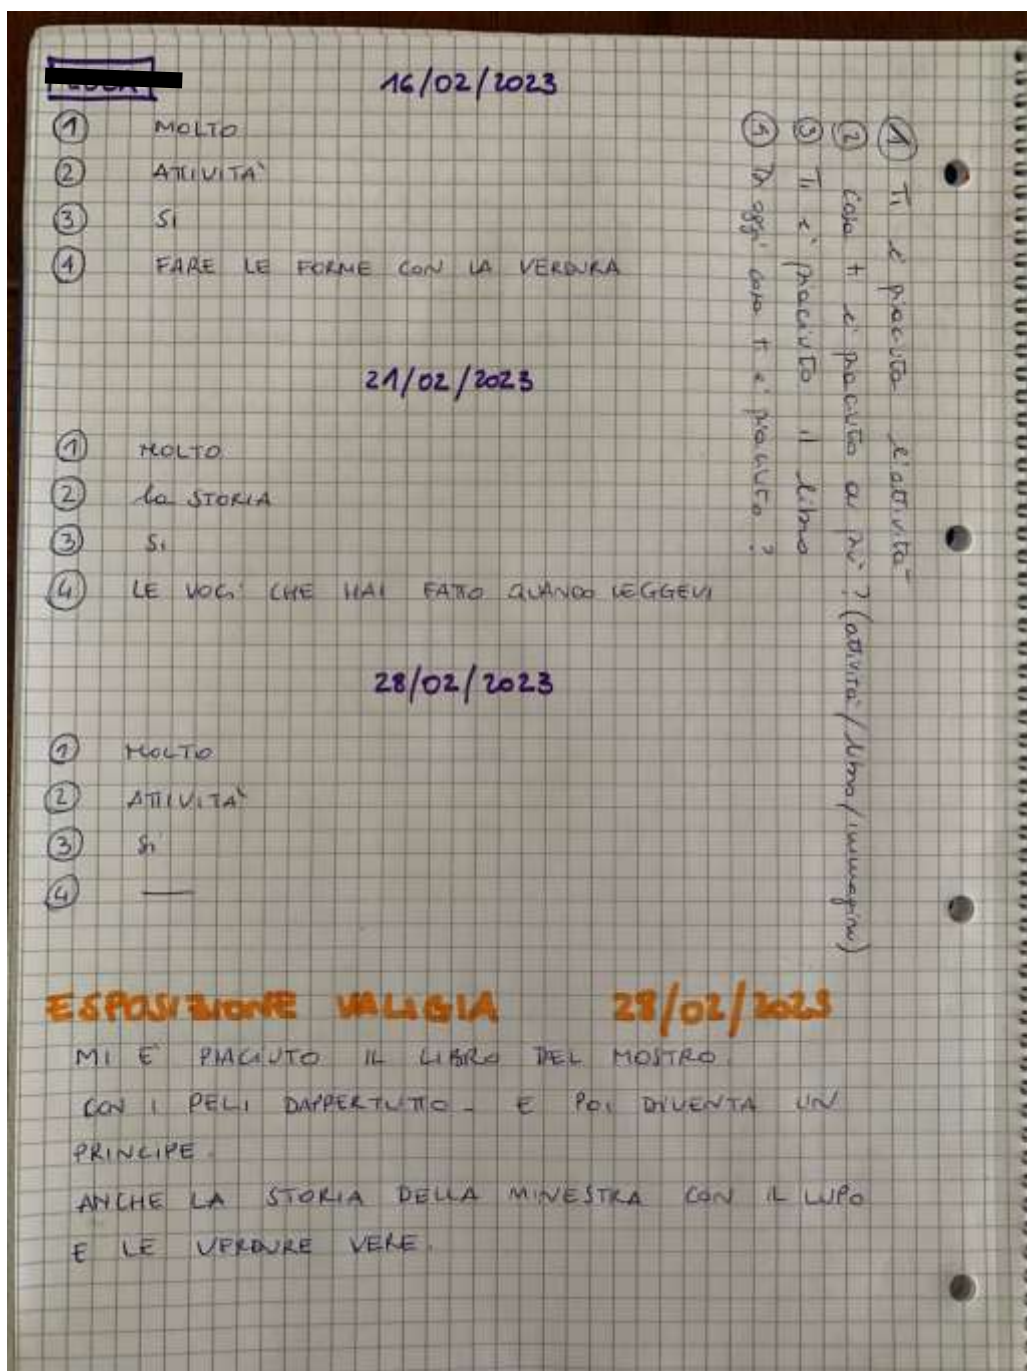 16/02/2023
① MOLTO
② ATTIVITA'
③ SI
④ FARE LE FORME CON LA VERDURA
21/02/2023
① MOLTO
② la STORIA
③ SI
④ LE VOCI CHE HAI FATTO QUANDO LEGGEVI
28/02/2023
① MOLTO
② ATTIVITA'
③ Si
④ —
ESPOSIZIONE VALIGIA 28/02/2023
MI E' PIACIUTO IL LIBRO DEL MOSTRO
CON I PELI DAPPERTUTTO - E POI DIVENTA UN
PRINCIPE.
ANCHE LA STORIA DELLA MINESTRA CON IL LUPO
E LE VERDURE VERE.
① Ti è piaciuta l'attività
② Cosa ti è piaciuto di più? (attività / libro / immagini)
③ Ti è piaciuto il libro
④ Di oggi cosa ti è piaciuto?